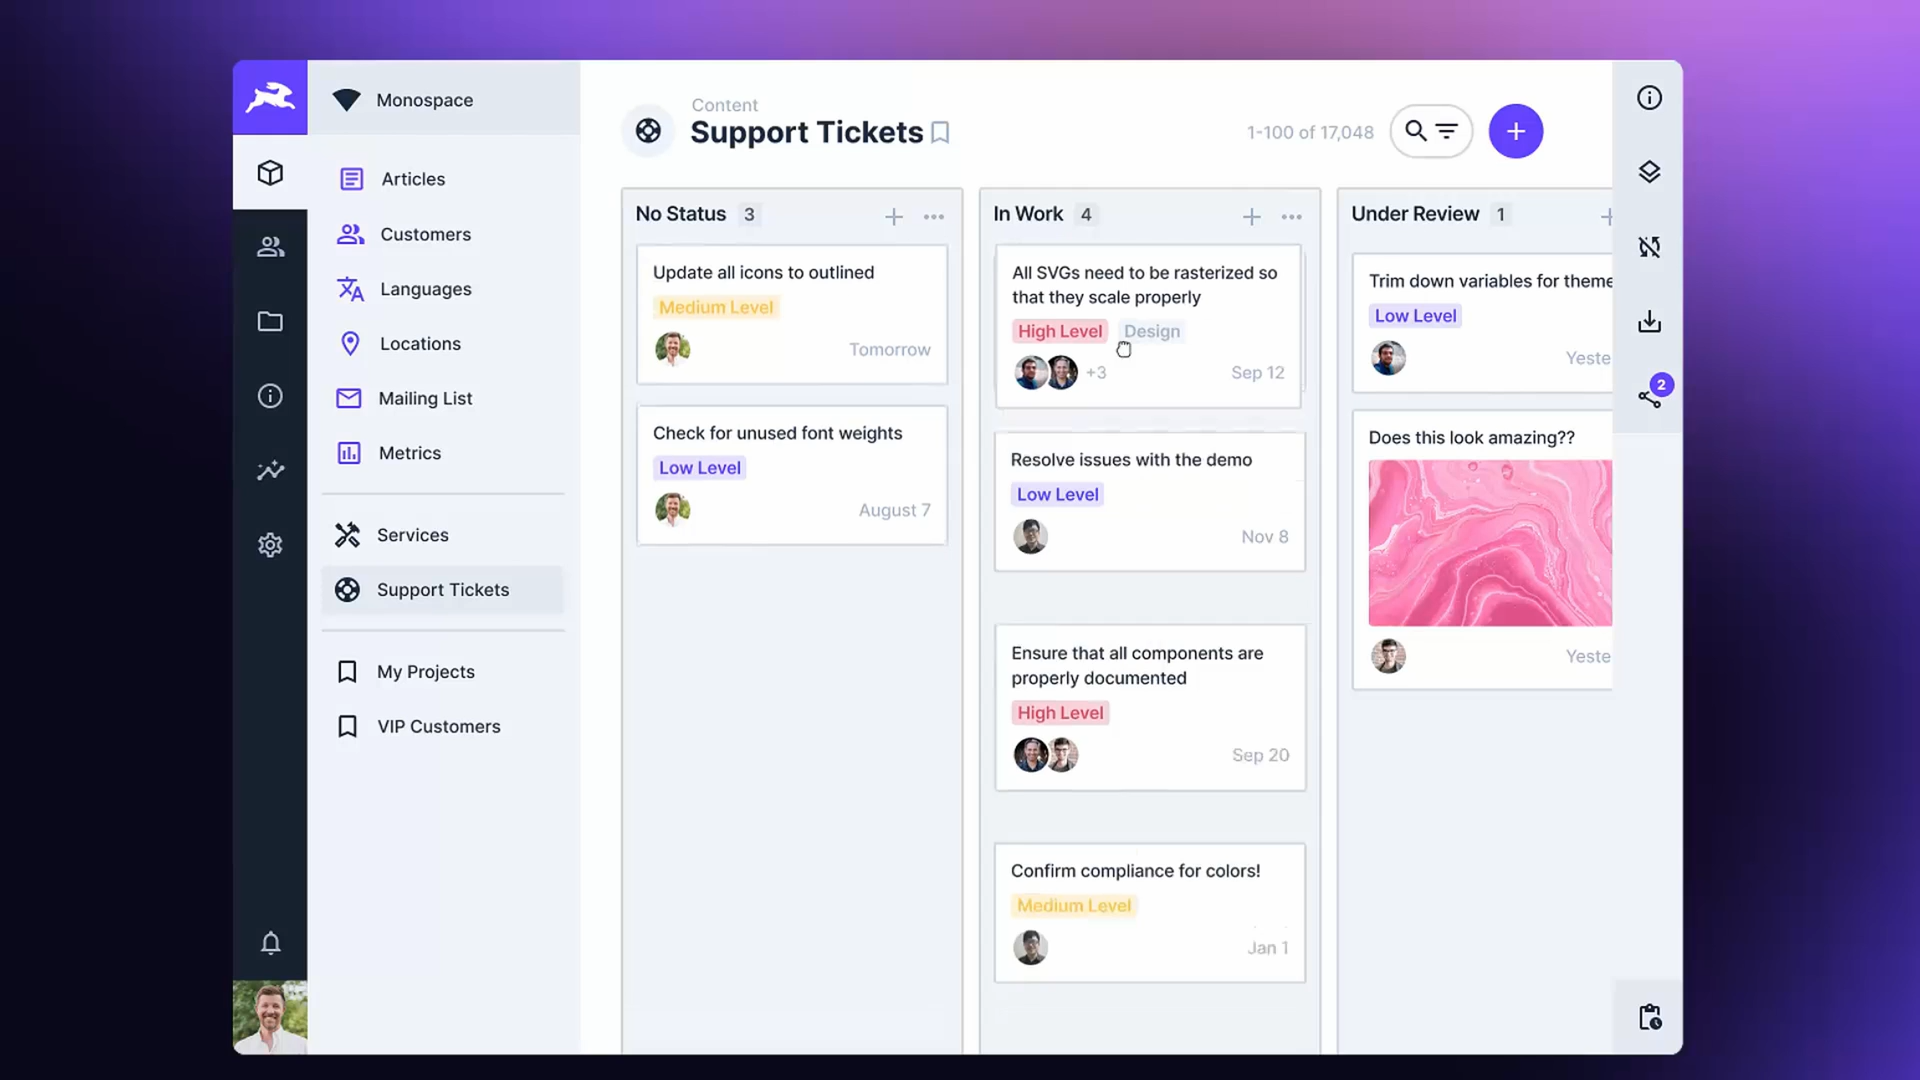 Monospace
Articles
Customers
Languages
Locations
Mailing List
Metrics
Services
Support Tickets
My Projects
VIP Customers
Content
Support Tickets
1-100 of 17,048
No Status 3
Update all icons to outlined
Medium Level
Tomorrow
Check for unused font weights
Low Level
August 7
In Work 4
All SVGs need to be rasterized so
that they scale properly
High Level Design
+3 Sep 12
Resolve issues with the demo
Low Level
Nov 8
Ensure that all components are
properly documented
High Level
Sep 20
Confirm compliance for colors!
Medium Level
Jan 1
Under Review 1
Trim down variables for theme
Low Level
Yeste
Does this look amazing??
Yeste
2